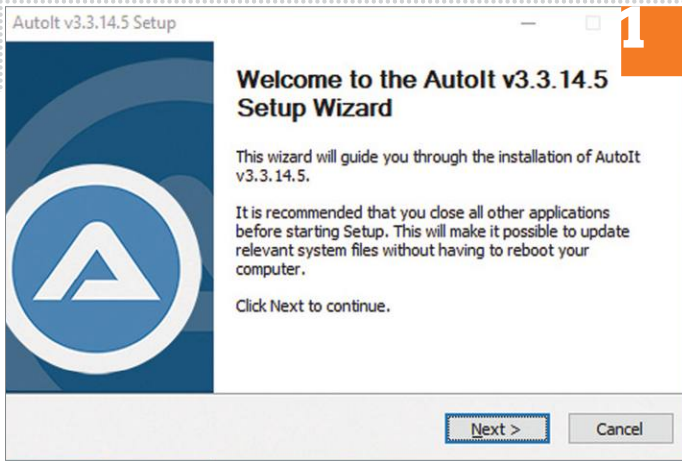 AutoIt v3.3.14.5 Setup
1
Welcome to the AutoIt v3.3.14.5
Setup Wizard
This wizard will guide you through the installation of AutoIt
v3.3.14.5.
It is recommended that you close all other applications
before starting Setup. This will make it possible to update
relevant system files without having to reboot your
computer.
Click Next to continue.
Next >
Cancel